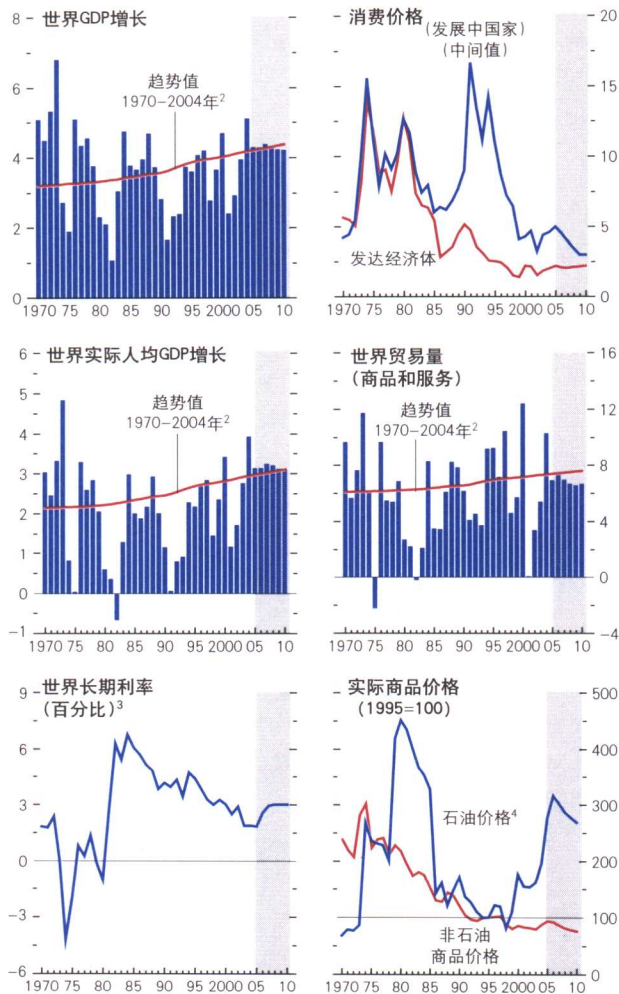 世界GDP增长
趋势值
1970-2004年2
8
6
4
2
0
1970 75 80 85 90 95 2000 05 10
消费价格
(发展中国家)
(中间值)
发达经济体
20
15
10
5
0
1970 75 80 85 90 95 2000 05 10
世界实际人均GDP增长
趋势值
1970-2004年2
6
5
4
3
2
1
0
-1
1970 75 80 85 90 95 2000 05 10
世界贸易量
(商品和服务)
趋势值
1970-2004年2
16
12
8
4
0
-4
1970 75 80 85 90 95 2000 05 10
世界长期利率
(百分比)3
9
6
3
0
-3
-6
1970 75 80 85 90 95 2000 05 10
实际商品价格
(1995=100)
石油价格4
非石油
商品价格
500
400
300
200
100
0
1970 75 80 85 90 95 2000 05 10